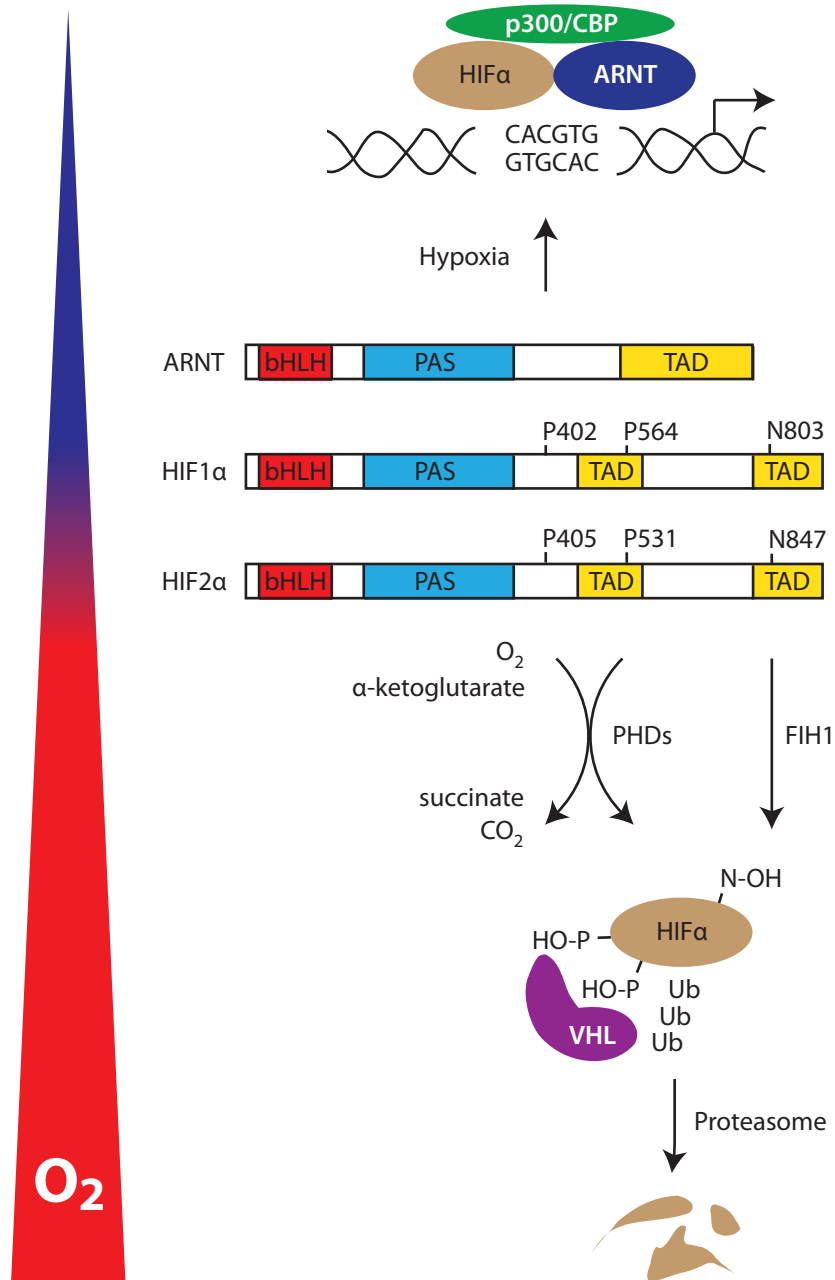 p300/CBP
HIFα ARNT
CACGTG
GTGCAC
Hypoxia
ARNT bHLH PAS TAD
P402 P564 N803
HIF1α bHLH PAS TAD TAD
P405 P531 N847
HIF2α bHLH PAS TAD TAD
O₂
α-ketoglutarate
PHDs FIH1
succinate
CO₂
N-OH
HIFα
HO-P
HO-P Ub
Ub
VHL Ub
Proteasome
O₂